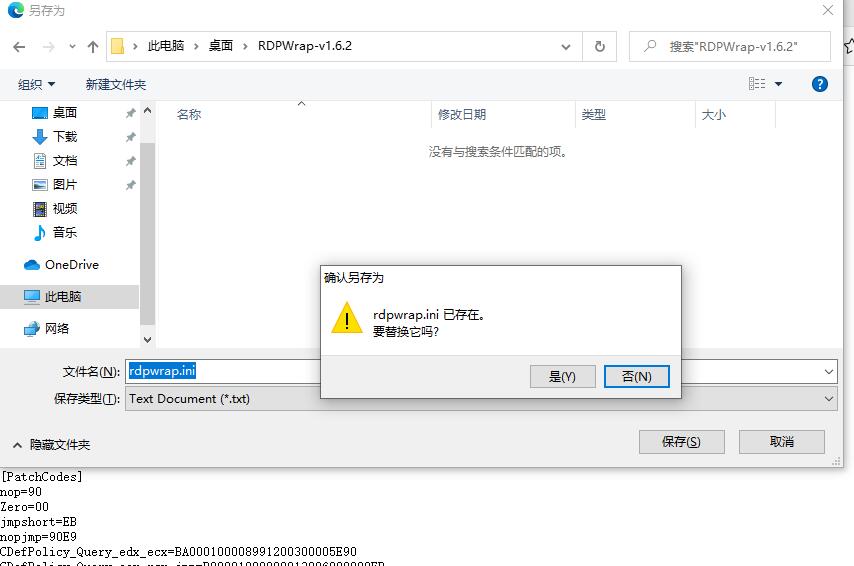 另存为
此电脑 › 桌面 › RDPWrap-v1.6.2
搜索"RDPWrap-v1.6.2"
组织
新建文件夹
桌面
下载
文档
图片
视频
音乐
OneDrive
此电脑
网络
名称 修改日期 类型 大小
没有与搜索条件匹配的项。
确认另存为
rdpwrap.ini 已存在。
要替换它吗?
是(Y) 否(N)
文件名(N): rdpwrap.ini
保存类型(T): Text Document (*.txt)
隐藏文件夹
保存(S) 取消
[PatchCodes]
nop=90
Zero=00
jmpshort=EB
nopjmp=90E9
CDefPolicy_Query_edx_ecx=BA000100008991200300005E90